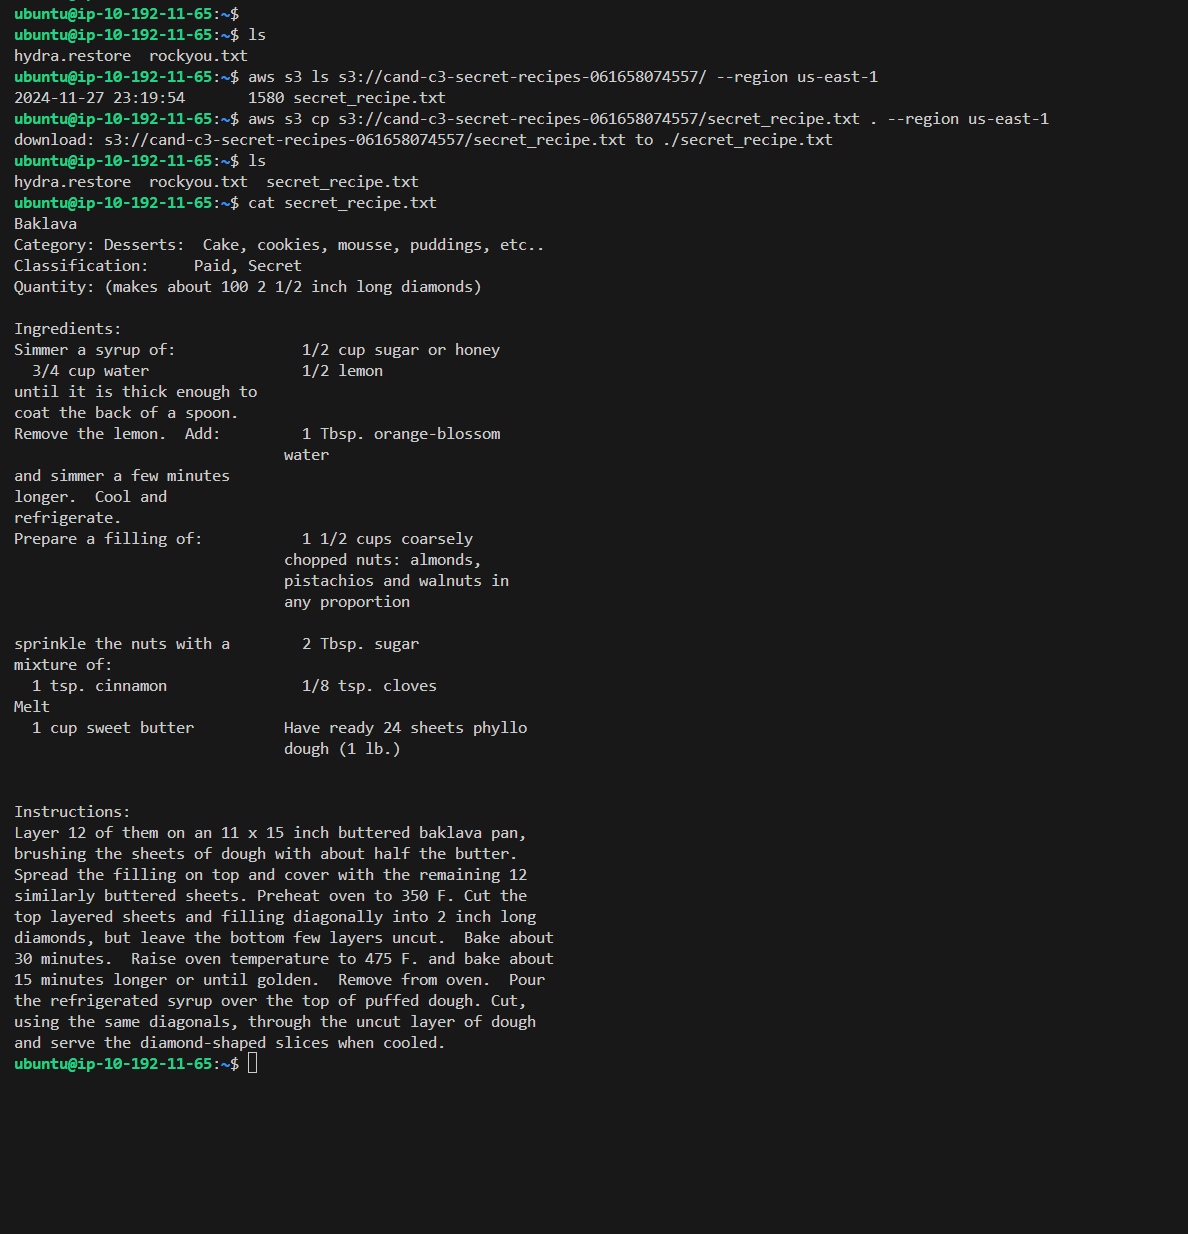 ubuntu@ip-10-192-11-65:~$
ubuntu@ip-10-192-11-65:~$ ls
hydra.restore  rockyou.txt
ubuntu@ip-10-192-11-65:~$ aws s3 ls s3://cand-c3-secret-recipes-061658074557/ --region us-east-1
2024-11-27 23:19:54       1580 secret_recipe.txt
ubuntu@ip-10-192-11-65:~$ aws s3 cp s3://cand-c3-secret-recipes-061658074557/secret_recipe.txt . --region us-east-1
download: s3://cand-c3-secret-recipes-061658074557/secret_recipe.txt to ./secret_recipe.txt
ubuntu@ip-10-192-11-65:~$ ls
hydra.restore  rockyou.txt  secret_recipe.txt
ubuntu@ip-10-192-11-65:~$ cat secret_recipe.txt
Baklava
Category: Desserts:  Cake, cookies, mousse, puddings, etc..
Classification:     Paid, Secret
Quantity: (makes about 100 2 1/2 inch long diamonds)

Ingredients:
Simmer a syrup of:              1/2 cup sugar or honey
  3/4 cup water                 1/2 lemon
until it is thick enough to
coat the back of a spoon.
Remove the lemon.  Add:         1 Tbsp. orange-blossom
                              water
and simmer a few minutes
longer.  Cool and
refrigerate.
Prepare a filling of:           1 1/2 cups coarsely
                              chopped nuts: almonds,
                              pistachios and walnuts in
                              any proportion

sprinkle the nuts with a        2 Tbsp. sugar
mixture of:
  1 tsp. cinnamon               1/8 tsp. cloves
Melt
  1 cup sweet butter          Have ready 24 sheets phyllo
                              dough (1 lb.)

Instructions:
Layer 12 of them on an 11 x 15 inch buttered baklava pan,
brushing the sheets of dough with about half the butter.
Spread the filling on top and cover with the remaining 12
similarly buttered sheets. Preheat oven to 350 F. Cut the
top layered sheets and filling diagonally into 2 inch long
diamonds, but leave the bottom few layers uncut.  Bake about
30 minutes.  Raise oven temperature to 475 F. and bake about
15 minutes longer or until golden.  Remove from oven.  Pour
the refrigerated syrup over the top of puffed dough. Cut,
using the same diagonals, through the uncut layer of dough
and serve the diamond-shaped slices when cooled.
ubuntu@ip-10-192-11-65:~$